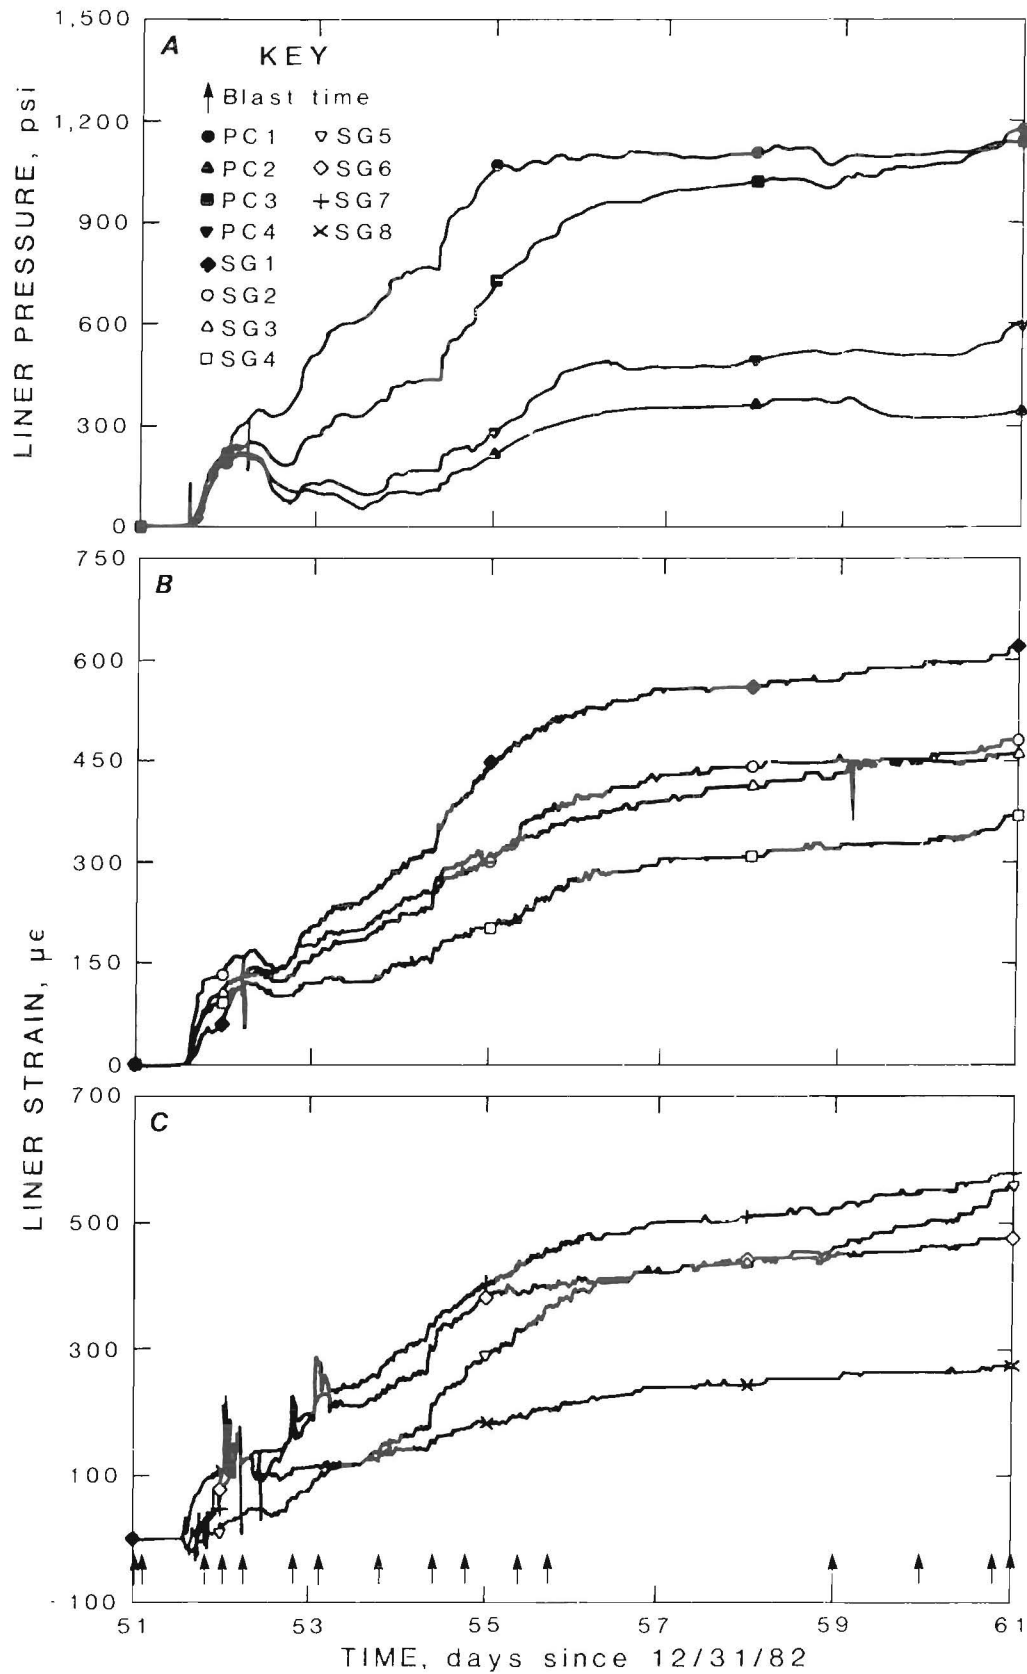 1,500
1,200
900
600
300
0
LINER PRESSURE, psi
A
KEY
Blast time
PC1
PC2
PC3
PC4
SG1
SG2
SG3
SG4
SG5
SG6
SG7
SG8
750
600
450
300
150
0
B
LINER STRAIN, µϵ
700
500
300
100
-100
C
51 53 55 57 59 61
TIME, days since 12/31/82